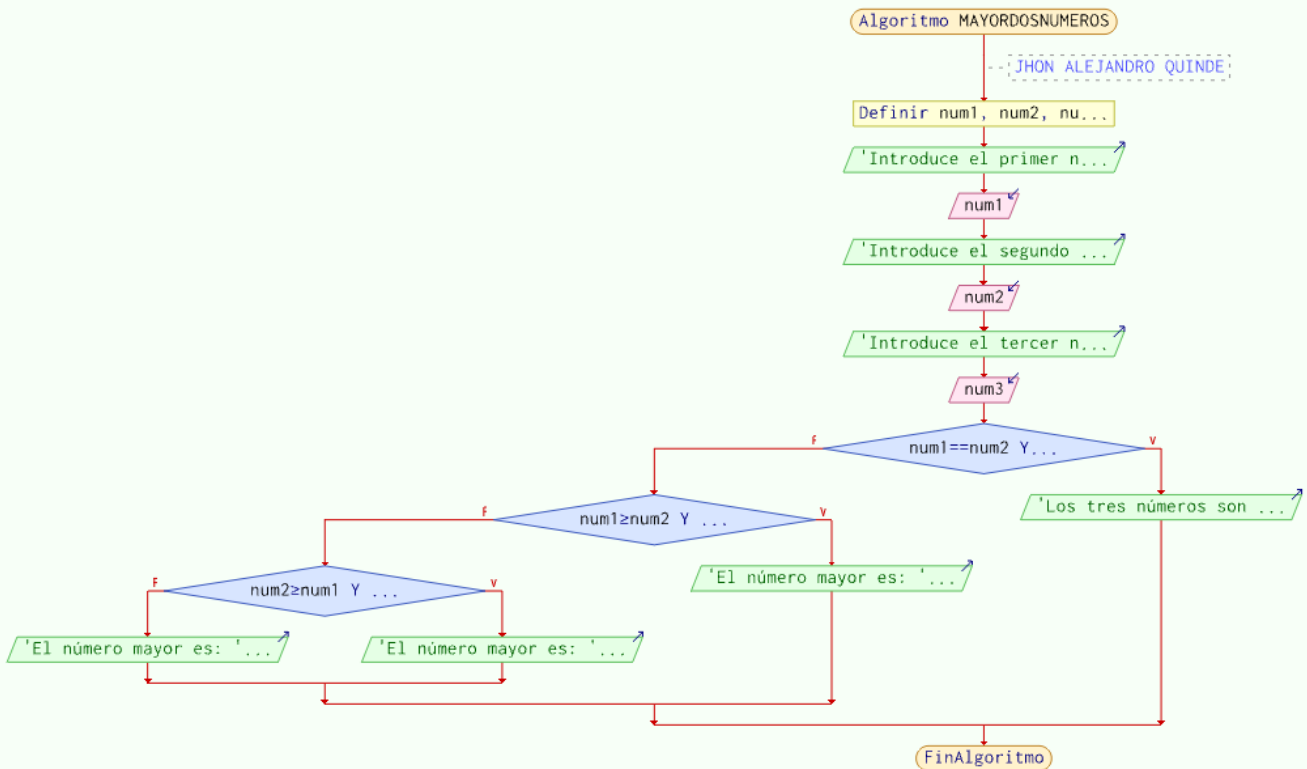 Algoritmo MAYORDOSNUMEROS
JHON ALEJANDRO QUINDE
Definir num1, num2, nu...
'Introduce el primer n...
num1
'Introduce el segundo ...
num2
'Introduce el tercer n...
num3
F
num1==num2 Y...
V
F
num1≥num2 Y ...
V
'Los tres números son ...
F
num2≥num1 Y ...
V
'El número mayor es: '...
'El número mayor es: '...
'El número mayor es: '...
FinAlgoritmo